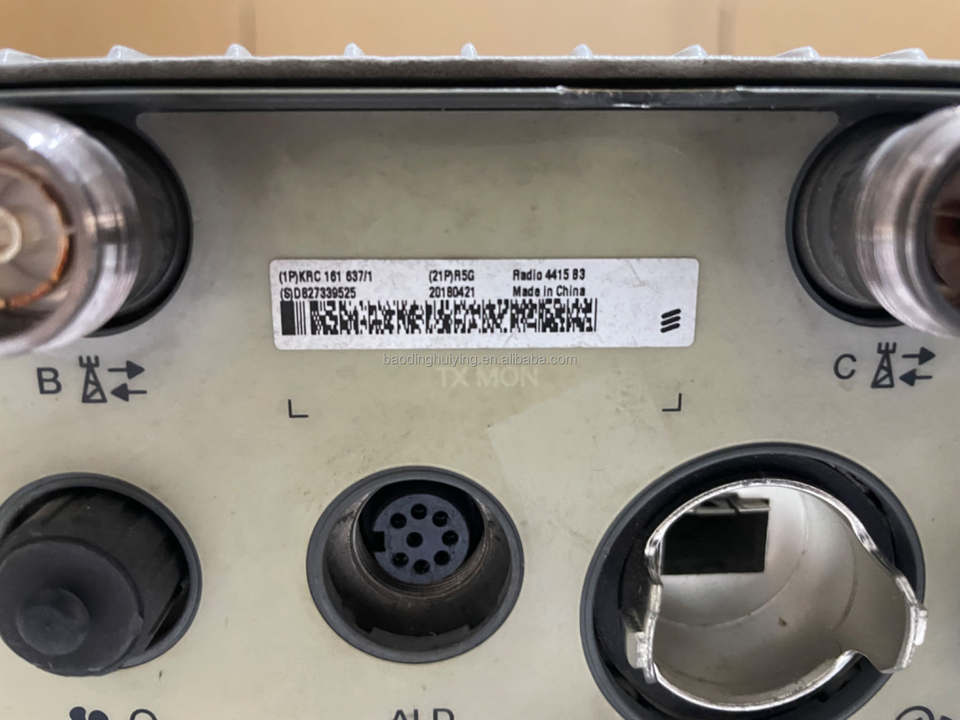 (1P)KRC 161 637/1 (21P)R5G Radio 4415 B3
(S)D827339525 20180421 Made in China
baodinghuiying.en.alibaba.com
TX MON
B C
ALD